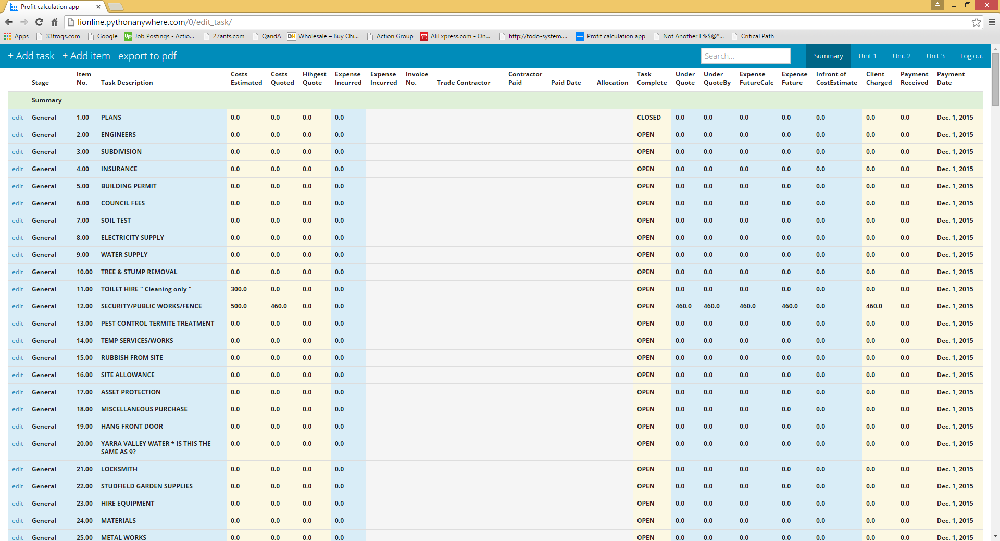 Profit calculation app
lionline.pythonanywhere.com/0/edit_task/
Apps 33frogs.com Google Up Job Postings - Actio... 27ants.com QandA DH Wholesale – Buy Chi... Action Group AliExpress.com - On... http://todo-system.... Profit calculation app Not Another F%$@*... Critical Path
+ Add task + Add item export to pdf Search... Summary Unit 1 Unit 2 Unit 3 Log out
Stage Item No. Task Description Costs Estimated Costs Quoted Hihgest Quote Expense Incurred Expense Incurred Invoice No. Trade Contractor Contractor Paid Paid Date Allocation Task Complete Under Quote Under QuoteBy Expense FutureCalc Expense Future Infront of CostEstimate Client Charged Payment Received Payment Date
Summary
edit General 1.00 PLANS 0.0 0.0 0.0 0.0 CLOSED 0.0 0.0 0.0 0.0 0.0 0.0 0.0 Dec. 1, 2015
edit General 2.00 ENGINEERS 0.0 0.0 0.0 0.0 OPEN 0.0 0.0 0.0 0.0 0.0 0.0 0.0 Dec. 1, 2015
edit General 3.00 SUBDIVISION 0.0 0.0 0.0 0.0 OPEN 0.0 0.0 0.0 0.0 0.0 0.0 0.0 Dec. 1, 2015
edit General 4.00 INSURANCE 0.0 0.0 0.0 0.0 OPEN 0.0 0.0 0.0 0.0 0.0 0.0 0.0 Dec. 1, 2015
edit General 5.00 BUILDING PERMIT 0.0 0.0 0.0 0.0 OPEN 0.0 0.0 0.0 0.0 0.0 0.0 0.0 Dec. 1, 2015
edit General 6.00 COUNCIL FEES 0.0 0.0 0.0 0.0 OPEN 0.0 0.0 0.0 0.0 0.0 0.0 0.0 Dec. 1, 2015
edit General 7.00 SOIL TEST 0.0 0.0 0.0 0.0 OPEN 0.0 0.0 0.0 0.0 0.0 0.0 0.0 Dec. 1, 2015
edit General 8.00 ELECTRICITY SUPPLY 0.0 0.0 0.0 0.0 OPEN 0.0 0.0 0.0 0.0 0.0 0.0 0.0 Dec. 1, 2015
edit General 9.00 WATER SUPPLY 0.0 0.0 0.0 0.0 OPEN 0.0 0.0 0.0 0.0 0.0 0.0 0.0 Dec. 1, 2015
edit General 10.00 TREE & STUMP REMOVAL 0.0 0.0 0.0 0.0 OPEN 0.0 0.0 0.0 0.0 0.0 0.0 0.0 Dec. 1, 2015
edit General 11.00 TOILET HIRE " Cleaning only " 300.0 0.0 0.0 0.0 OPEN 0.0 0.0 0.0 0.0 0.0 0.0 0.0 Dec. 1, 2015
edit General 12.00 SECURITY/PUBLIC WORKS/FENCE 500.0 460.0 0.0 0.0 OPEN 460.0 460.0 460.0 460.0 0.0 460.0 0.0 Dec. 1, 2015
edit General 13.00 PEST CONTROL TERMITE TREATMENT 0.0 0.0 0.0 0.0 OPEN 0.0 0.0 0.0 0.0 0.0 0.0 0.0 Dec. 1, 2015
edit General 14.00 TEMP SERVICES/WORKS 0.0 0.0 0.0 0.0 OPEN 0.0 0.0 0.0 0.0 0.0 0.0 0.0 Dec. 1, 2015
edit General 15.00 RUBBISH FROM SITE 0.0 0.0 0.0 0.0 OPEN 0.0 0.0 0.0 0.0 0.0 0.0 0.0 Dec. 1, 2015
edit General 16.00 SITE ALLOWANCE 0.0 0.0 0.0 0.0 OPEN 0.0 0.0 0.0 0.0 0.0 0.0 0.0 Dec. 1, 2015
edit General 17.00 ASSET PROTECTION 0.0 0.0 0.0 0.0 OPEN 0.0 0.0 0.0 0.0 0.0 0.0 0.0 Dec. 1, 2015
edit General 18.00 MISCELLANEOUS PURCHASE 0.0 0.0 0.0 0.0 OPEN 0.0 0.0 0.0 0.0 0.0 0.0 0.0 Dec. 1, 2015
edit General 19.00 HANG FRONT DOOR 0.0 0.0 0.0 0.0 OPEN 0.0 0.0 0.0 0.0 0.0 0.0 0.0 Dec. 1, 2015
edit General 20.00 YARRA VALLEY WATER * IS THIS THE 0.0 0.0 0.0 0.0 OPEN 0.0 0.0 0.0 0.0 0.0 0.0 0.0 Dec. 1, 2015
SAME AS 9?
edit General 21.00 LOCKSMITH 0.0 0.0 0.0 0.0 OPEN 0.0 0.0 0.0 0.0 0.0 0.0 0.0 Dec. 1, 2015
edit General 22.00 STUDFIELD GARDEN SUPPLIES 0.0 0.0 0.0 0.0 OPEN 0.0 0.0 0.0 0.0 0.0 0.0 0.0 Dec. 1, 2015
edit General 23.00 HIRE EQUIPMENT 0.0 0.0 0.0 0.0 OPEN 0.0 0.0 0.0 0.0 0.0 0.0 0.0 Dec. 1, 2015
edit General 24.00 MATERIALS 0.0 0.0 0.0 0.0 OPEN 0.0 0.0 0.0 0.0 0.0 0.0 0.0 Dec. 1, 2015
edit General 25.00 METAL WORKS 0.0 0.0 0.0 0.0 OPEN 0.0 0.0 0.0 0.0 0.0 0.0 0.0 Dec. 1, 2015